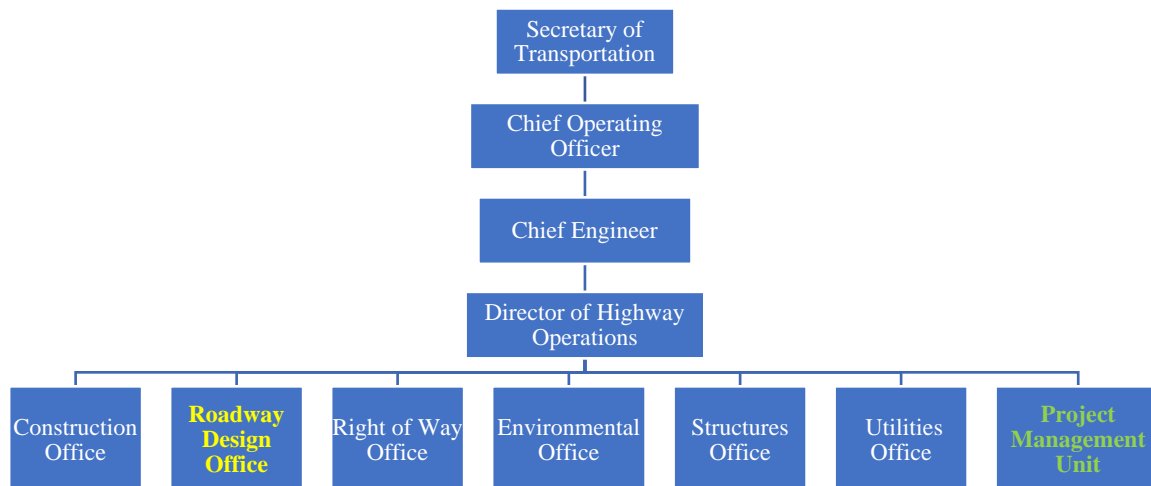 Secretary of
Transportation
Chief Operating
Officer
Chief Engineer
Director of Highway
Operations
Construction
Office
Roadway
Design
Office
Right of Way
Office
Environmental
Office
Structures
Office
Utilities
Office
Project
Management
Unit